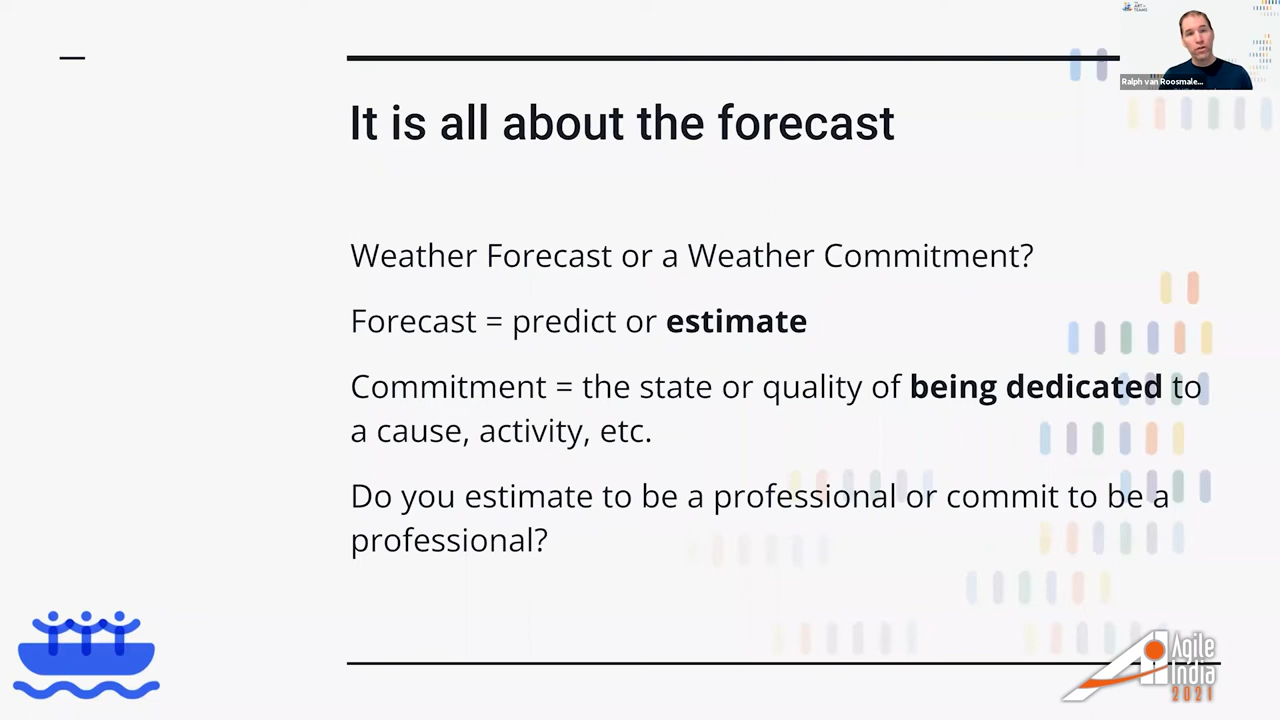 ART
TEAMS
Ralph van Roosmale...
It is all about the forecast
Weather Forecast or a Weather Commitment?
Forecast = predict or estimate
Commitment = the state or quality of being dedicated to
a cause, activity, etc.
Do you estimate to be a professional or commit to be a
professional?
Agile
India
2021